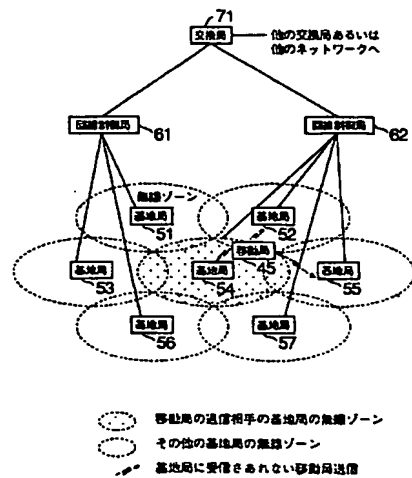 71
交換局
他の交換局あるいは
他のネットワークへ
回線制御局
61
回線制御局
62
無線ゾーン
基地局
51
基地局
52
移動局
45
基地局
53
基地局
54
基地局
55
基地局
56
基地局
57
移動局の通信相手の基地局の無線ゾーン
その他の基地局の無線ゾーン
基地局に受信さあれない移動局送信